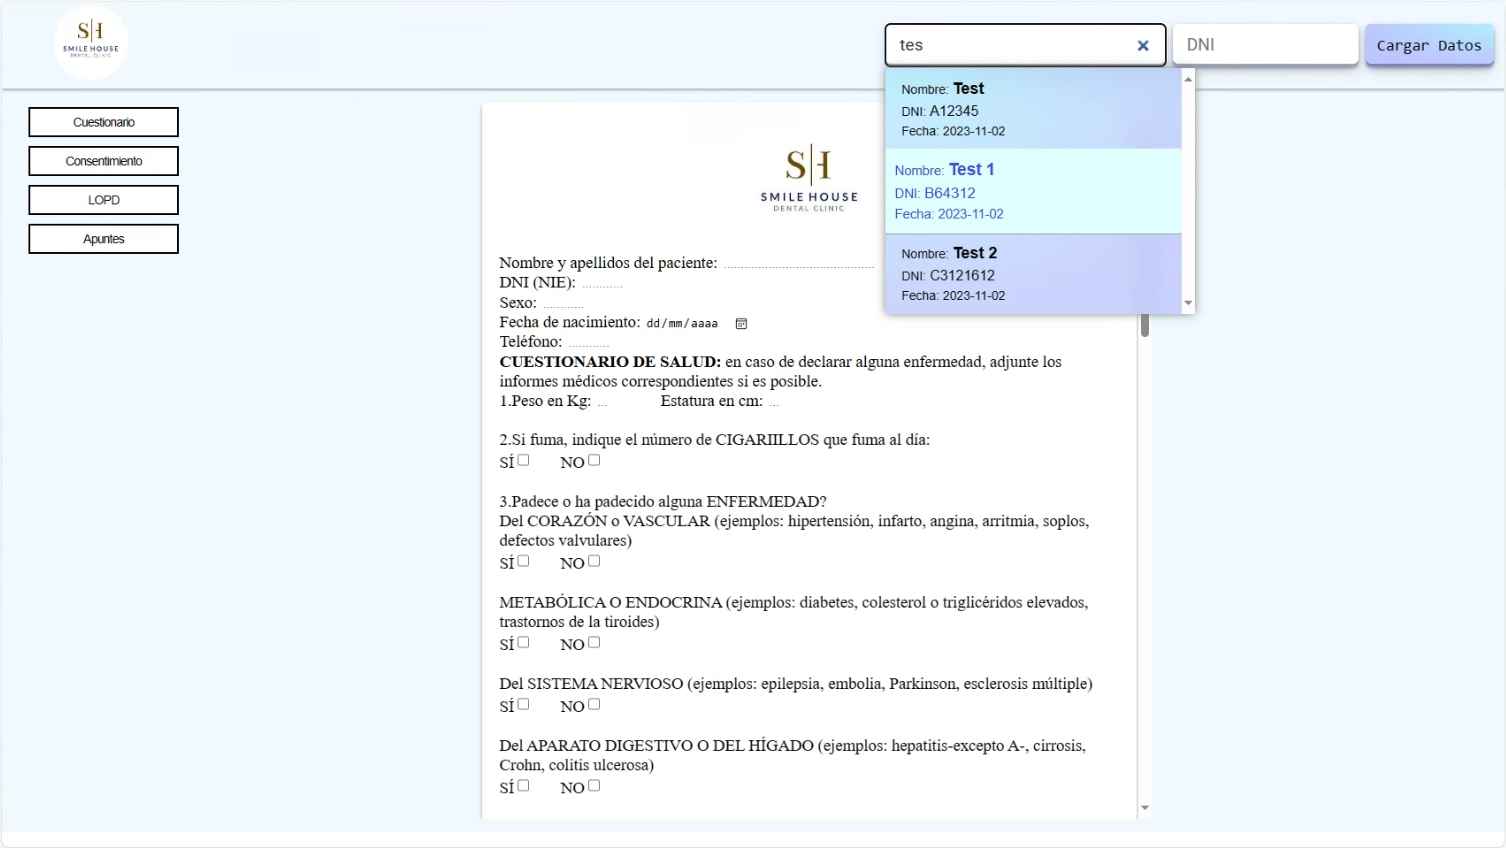 SH
SMILE HOUSE
DENTAL CLINIC
tes
DNI
Cargar Datos
Nombre: Test
DNI: A12345
Fecha: 2023-11-02
Nombre: Test 1
DNI: B64312
Fecha: 2023-11-02
Nombre: Test 2
DNI: C3121612
Fecha: 2023-11-02
Cuestionario
Consentimiento
LOPD
Apuntes
SH
SMILE HOUSE
DENTAL CLINIC
Nombre y apellidos del paciente: ............................................
DNI (NIE): ............
Sexo: ............
Fecha de nacimiento: dd/mm/aaaa
Teléfono: ............
CUESTIONARIO DE SALUD: en caso de declarar alguna enfermedad, adjunte los
informes médicos correspondientes si es posible.
1.Peso en Kg: ... Estatura en cm: ...
2.Si fuma, indique el número de CIGARIILLOS que fuma al día:
SÍ NO
3.Padece o ha padecido alguna ENFERMEDAD?
Del CORAZÓN o VASCULAR (ejemplos: hipertensión, infarto, angina, arritmia, soplos,
defectos valvulares)
SÍ NO
METABÓLICA O ENDOCRINA (ejemplos: diabetes, colesterol o triglicéridos elevados,
trastornos de la tiroides)
SÍ NO
Del SISTEMA NERVIOSO (ejemplos: epilepsia, embolia, Parkinson, esclerosis múltiple)
SÍ NO
Del APARATO DIGESTIVO O DEL HÍGADO (ejemplos: hepatitis-excepto A-, cirrosis,
Crohn, colitis ulcerosa)
SÍ NO